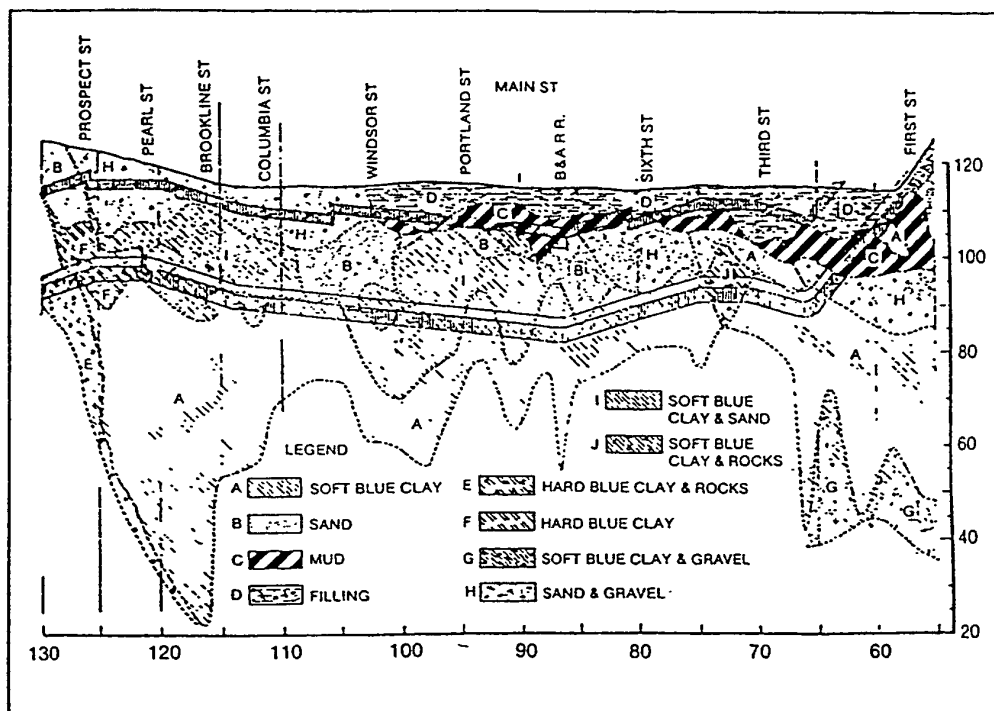 PROSPECT ST
PEARL ST
BROOKLINE ST
COLUMBIA ST
WINDSOR ST
PORTLAND ST
MAIN ST
B&A R.R.
SIXTH ST
THIRD ST
FIRST ST
B H D C D D A C
F I H B I B B H A J A H
F E A A A G G
120
100
80
60
40
20
LEGEND
A SOFT BLUE CLAY
B SAND
C MUD
D FILLING
E HARD BLUE CLAY & ROCKS
F HARD BLUE CLAY
G SOFT BLUE CLAY & GRAVEL
H SAND & GRAVEL
I SOFT BLUE
CLAY & SAND
J SOFT BLUE
CLAY & ROCKS
130 120 110 100 90 80 70 60